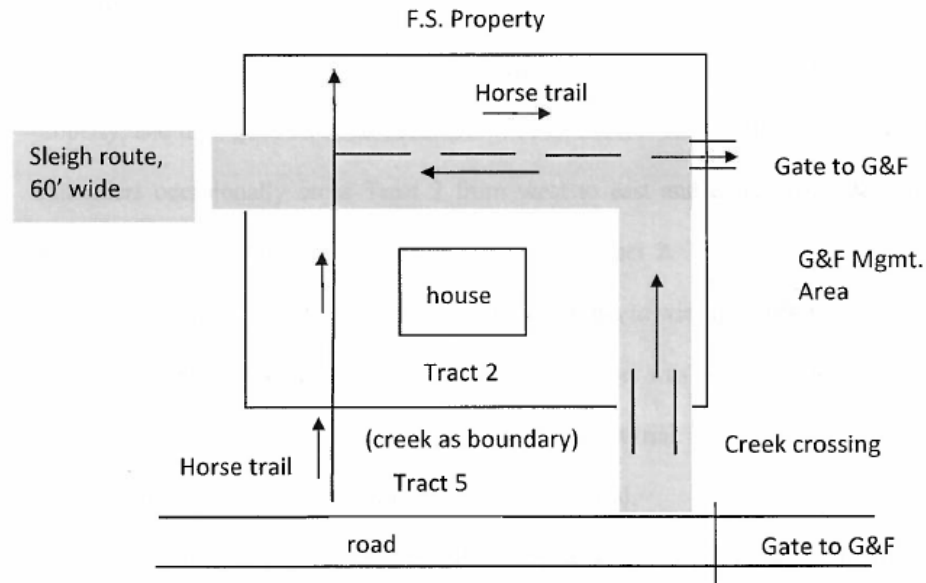 F.S. Property
Horse trail
Sleigh route,
60' wide
Gate to G&F
G&F Mgmt.
Area
house
Tract 2
(creek as boundary)
Creek crossing
Horse trail
Tract 5
road
Gate to G&F